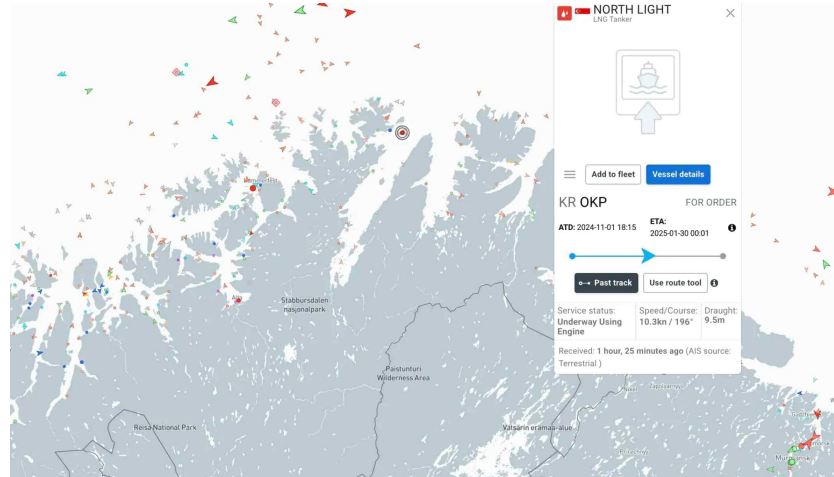 NORTH LIGHT
LNG Tanker
Add to fleet
Vessel details
KR OKP
FOR ORDER
ATD: 2024-11-01 18:15
ETA:
2025-01-30 00:01
Past track
Use route tool
Service status:
Underway Using
Engine
Speed/Course:
10.3kn / 196°
Draught:
9.5m
Received: 1 hour, 25 minutes ago (AIS source:
Terrestrial )
Alta
Stabbursdalen
nasjonalpark
Paistunturi
Wilderness Area
Reisa National Park
Vätsärin erämaa-alue
Murmansk